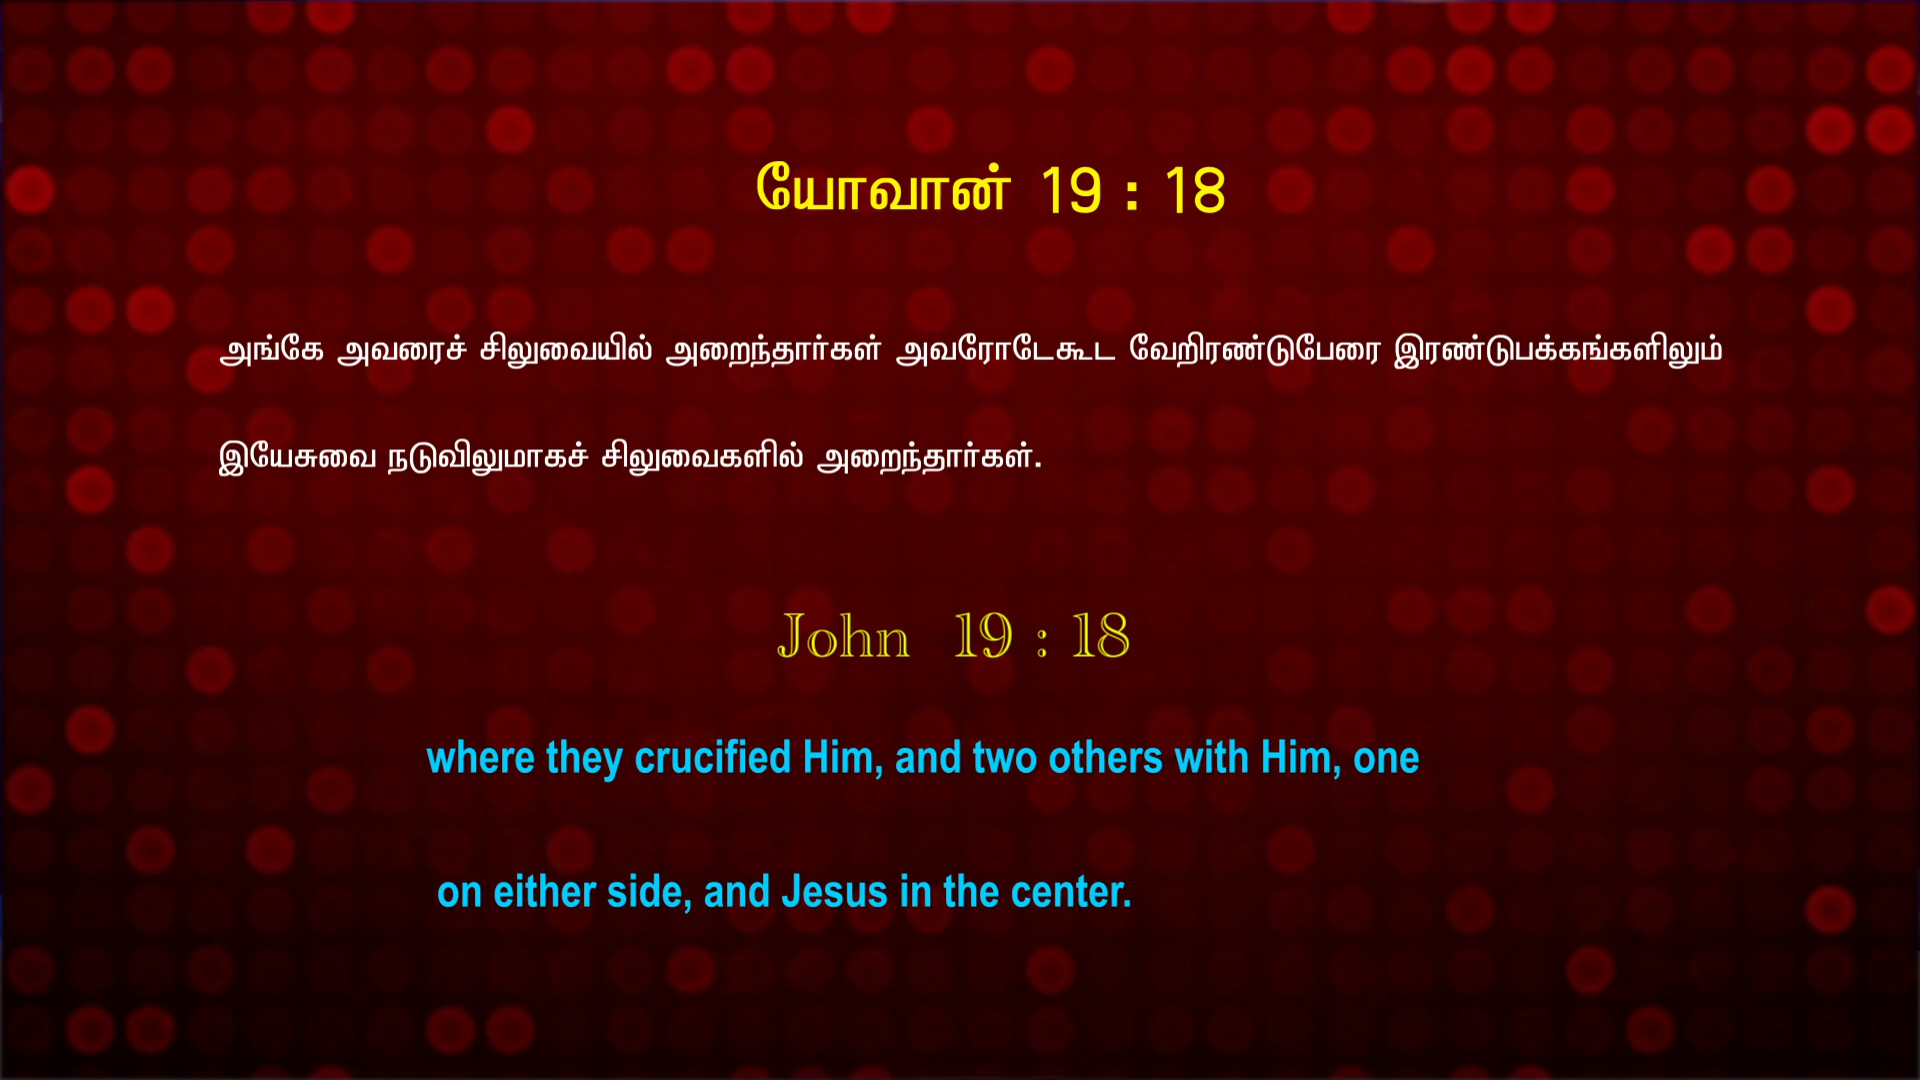 யோவான் 19 : 18
அங்கே அவரைச் சிலுவையில் அறைந்தார்கள் அவரோடேகூட வேறிரண்டுபேரை இரண்டுபக்கங்களிலும்
இயேசுவை நடுவிலுமாகச் சிலுவைகளில் அறைந்தார்கள்.
John 19 : 18
where they crucified Him, and two others with Him, one
on either side, and Jesus in the center.